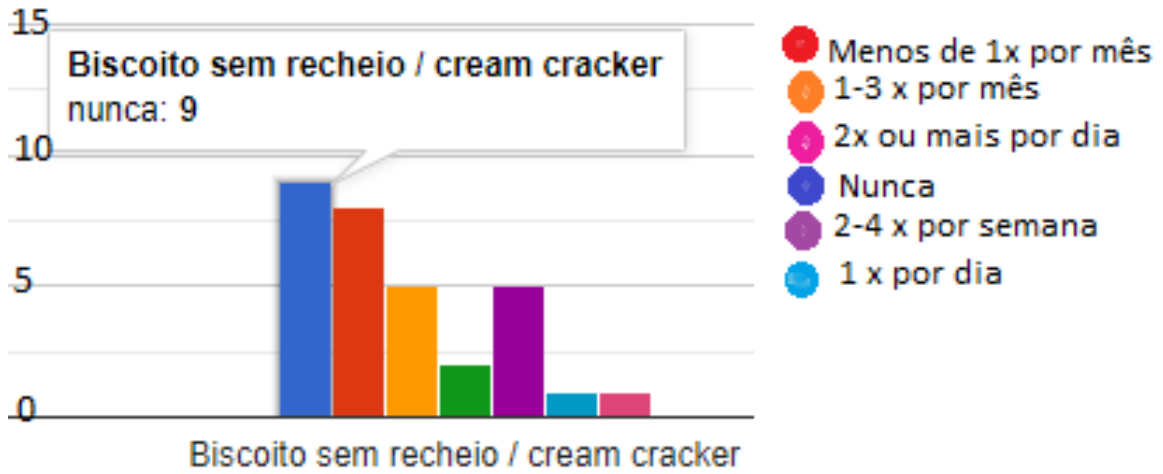 15
Biscoito sem recheio / cream cracker
nunca: 9
10
5
0
Biscoito sem recheio / cream cracker
Menos de 1x por mês
1-3 x por mês
2x ou mais por dia
Nunca
2-4 x por semana
1 x por dia